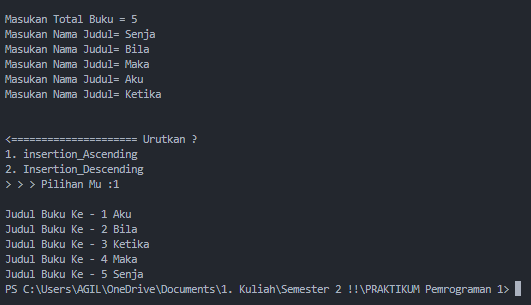 Masukan Total Buku = 5
Masukan Nama Judul= Senja
Masukan Nama Judul= Bila
Masukan Nama Judul= Maka
Masukan Nama Judul= Aku
Masukan Nama Judul= Ketika
<===================== Urutkan ?
1. insertion_Ascending
2. Insertion_Descending
> > > Pilihan Mu :1
Judul Buku Ke - 1 Aku
Judul Buku Ke - 2 Bila
Judul Buku Ke - 3 Ketika
Judul Buku Ke - 4 Maka
Judul Buku Ke - 5 Senja
PS C:\Users\AGIL\OneDrive\Documents\1. Kuliah\Semester 2 !!\PRAKTIKUM Pemrograman 1>